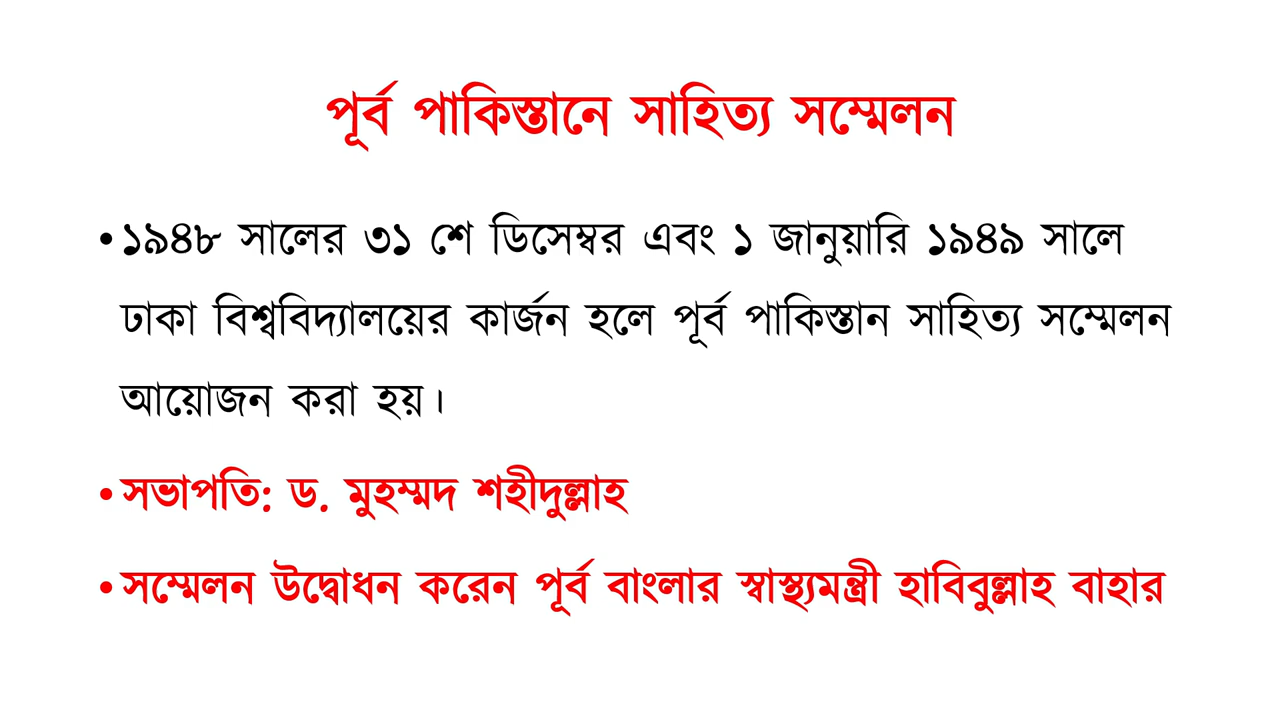 পূর্ব পাকিস্তানে সাহিত্য সম্মেলন
•১৯৪৮ সালের ৩১ শে ডিসেম্বর এবং ১ জানুয়ারি ১৯৪৯ সালে
ঢাকা বিশ্ববিদ্যালয়ের কার্জন হলে পূর্ব পাকিস্তান সাহিত্য সম্মেলন
আয়োজন করা হয়।
•সভাপতি: ড. মুহম্মদ শহীদুল্লাহ
•সম্মেলন উদ্বোধন করেন পূর্ব বাংলার স্বাস্থ্যমন্ত্রী হাবিবুল্লাহ বাহার